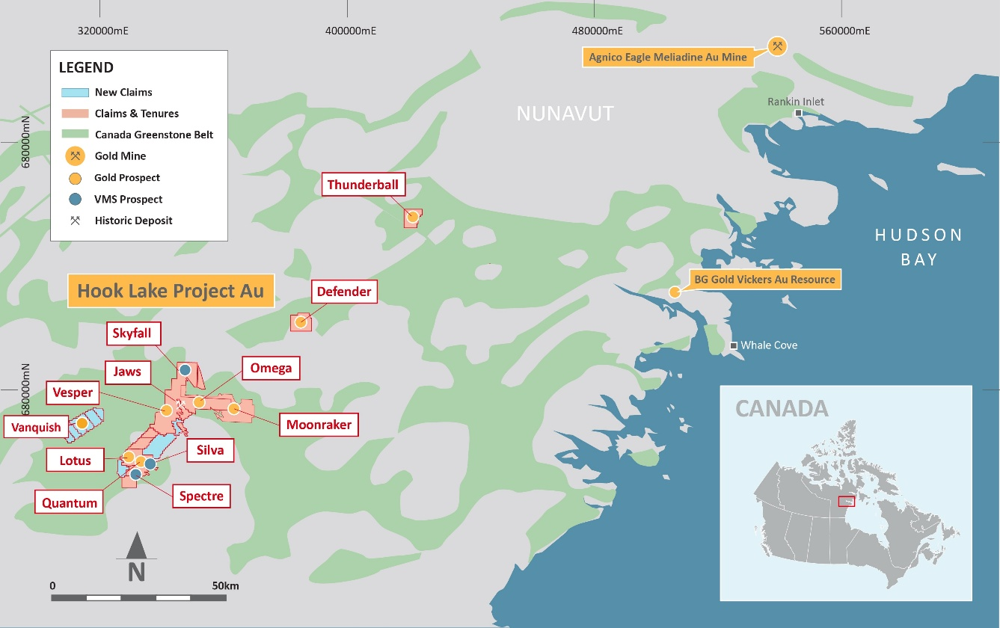 320000mE
400000mE
480000mE
560000mE
LEGEND
New Claims
Claims & Tenures
Canada Greenstone Belt
Gold Mine
Gold Prospect
VMS Prospect
Historic Deposit
680000mN
680000mN
Agnico Eagle Meliadine Au Mine
Rankin Inlet
NUNAVUT
Thunderball
HUDSON
BAY
BG Gold Vickers Au Resource
Hook Lake Project Au
Defender
Skyfall
Whale Cove
Jaws
Omega
Vesper
Vanquish
Moonraker
Lotus
Silva
Quantum
Spectre
CANADA
N
0
50km